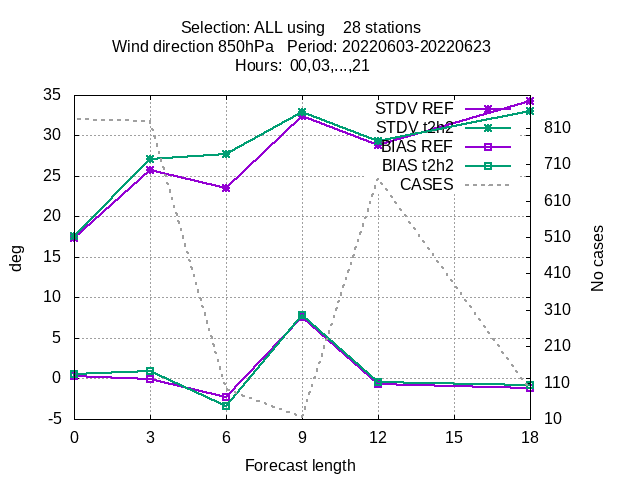 Selection: ALL using    28 stations
Wind direction 850hPa   Period: 20220603-20220623
Hours: 00,03,...,21
STDV REF
STDV t2h2
BIAS REF
BIAS t2h2
CASES
35
30
25
20
15
10
5
0
-5
deg
810
710
610
510
410
310
210
110
10
No cases
0 3 6 9 12 15 18
Forecast length